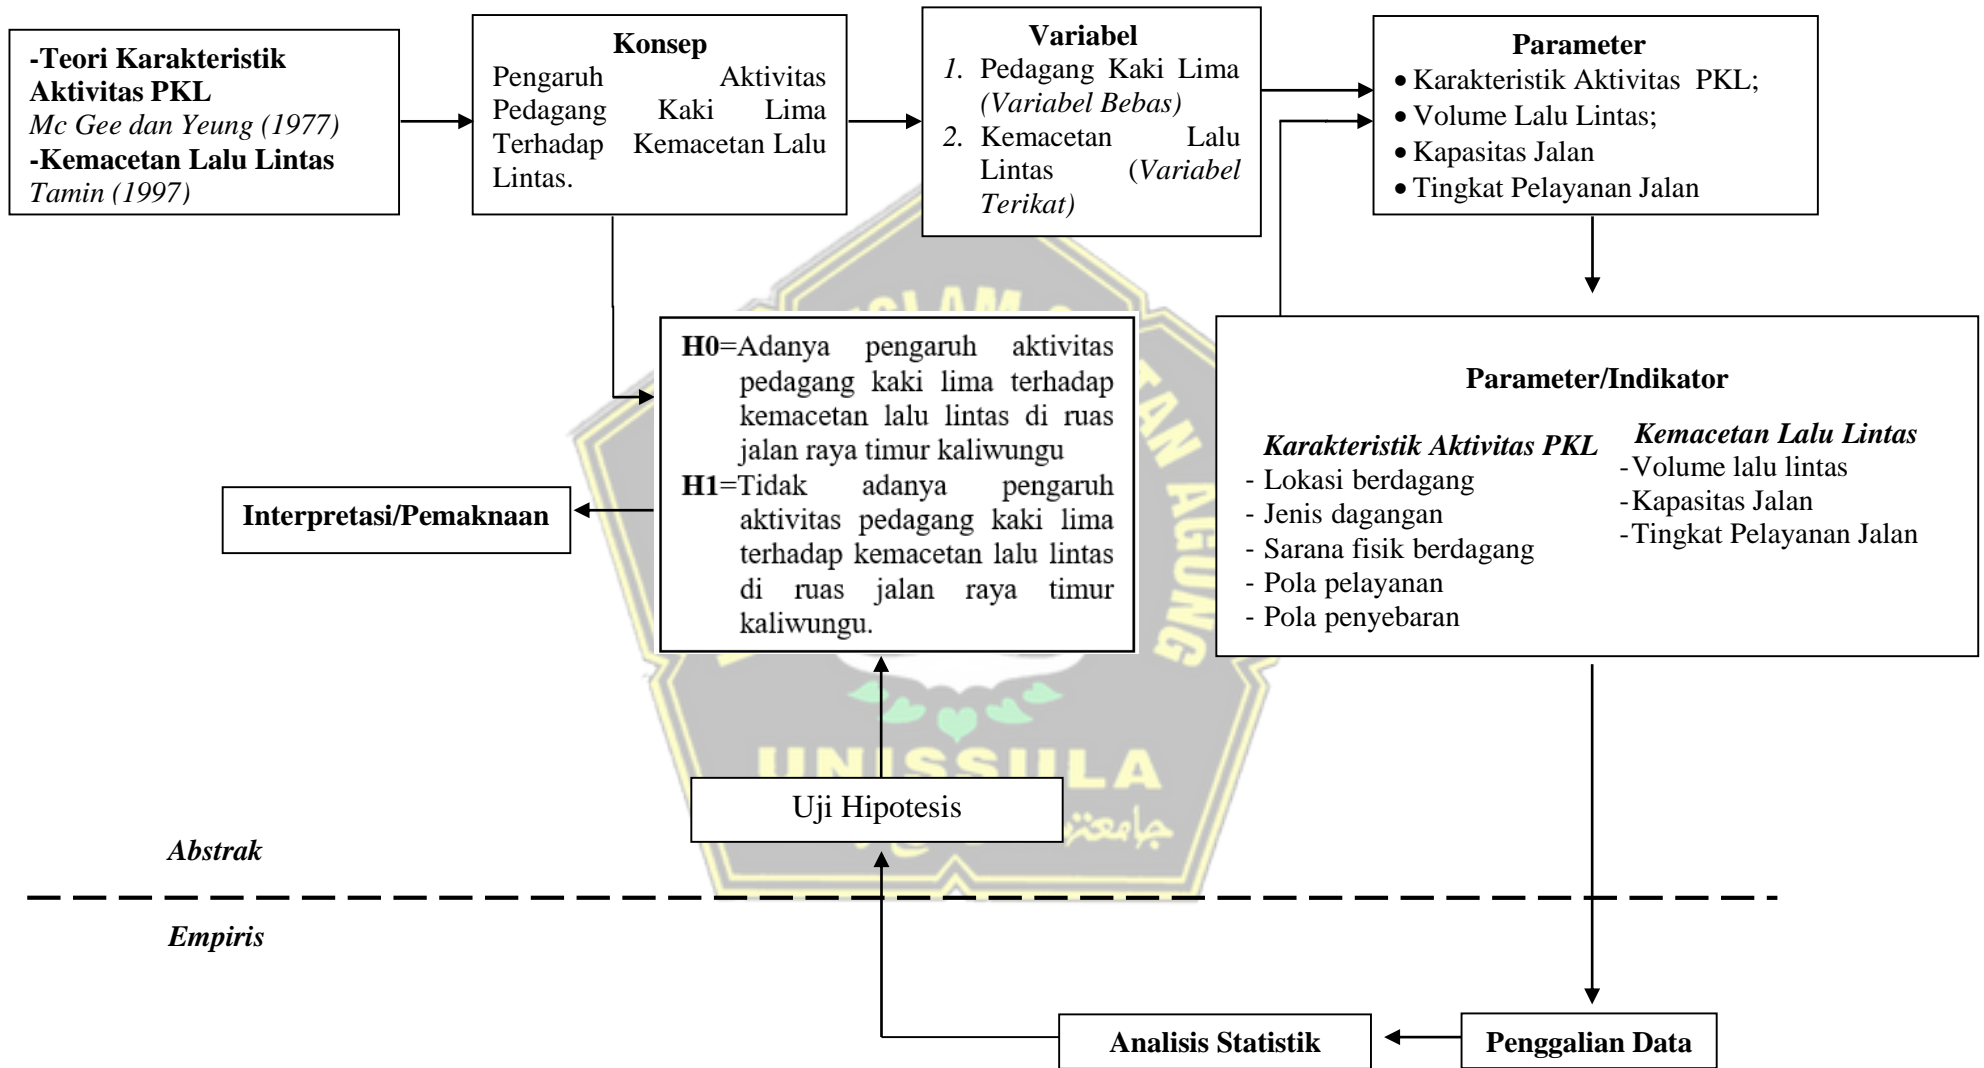 -Teori Karakteristik
Aktivitas PKL
Mc Gee dan Yeung (1977)
-Kemacetan Lalu Lintas
Tamin (1997)
Konsep
Pengaruh Aktivitas
Pedagang Kaki Lima
Terhadap Kemacetan Lalu
Lintas.
Variabel
1. Pedagang Kaki Lima
(Variabel Bebas)
2. Kemacetan Lalu
Lintas (Variabel
Terikat)
Parameter
• Karakteristik Aktivitas PKL;
• Volume Lalu Lintas;
• Kapasitas Jalan
• Tingkat Pelayanan Jalan
H0=Adanya pengaruh aktivitas
pedagang kaki lima terhadap
kemacetan lalu lintas di ruas
jalan raya timur kaliwungu
H1=Tidak adanya pengaruh
aktivitas pedagang kaki lima
terhadap kemacetan lalu lintas
di ruas jalan raya timur
kaliwungu.
Parameter/Indikator
Karakteristik Aktivitas PKL
- Lokasi berdagang
- Jenis dagangan
- Sarana fisik berdagang
- Pola pelayanan
- Pola penyebaran
Kemacetan Lalu Lintas
-Volume lalu lintas
-Kapasitas Jalan
-Tingkat Pelayanan Jalan
Interpretasi/Pemaknaan
AGUNG
UNISSULA
Uji Hipotesis
Abstrak
Empiris
Analisis Statistik
Penggalian Data